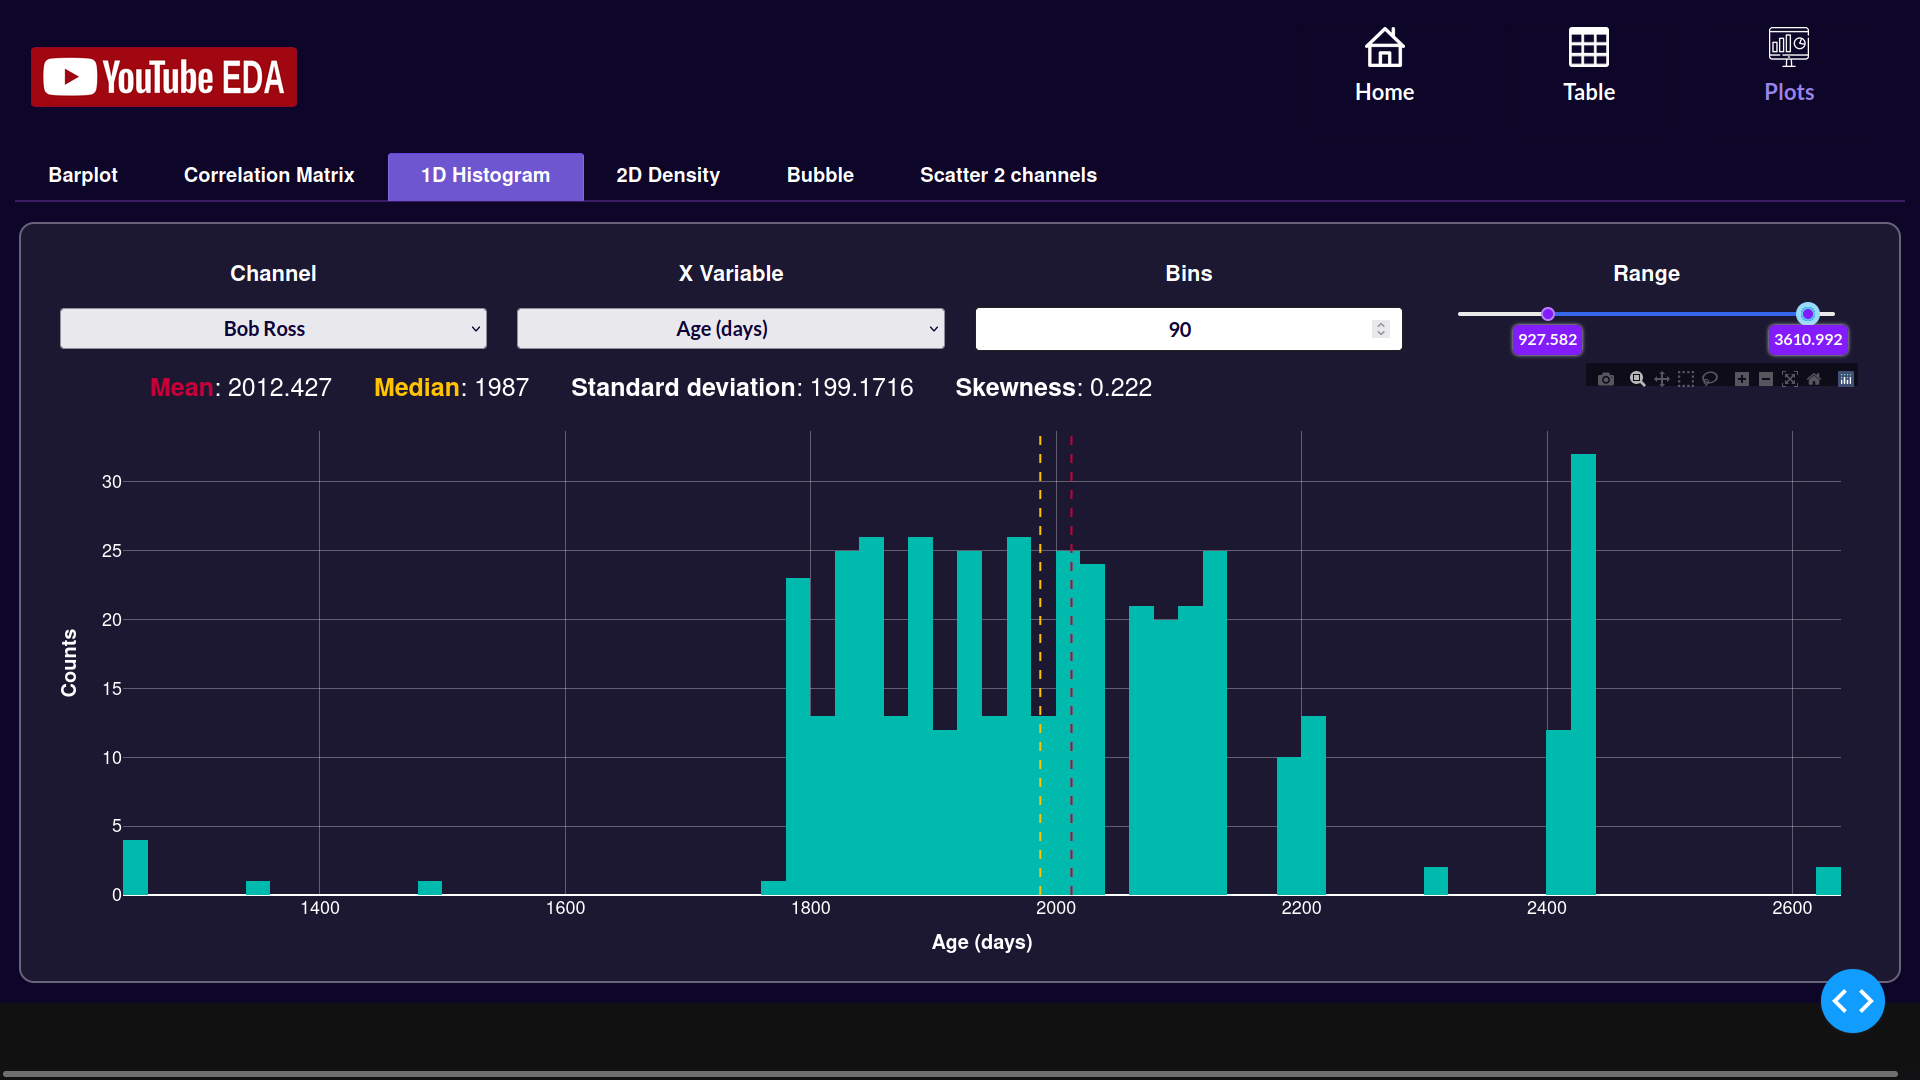 YouTube EDA
Home
Table
Plots
Barplot
Correlation Matrix
1D Histogram
2D Density
Bubble
Scatter 2 channels
Channel
X Variable
Bins
Range
Bob Ross
Age (days)
90
927.582
3610.992
Mean: 2012.427
Median: 1987
Standard deviation: 199.1716
Skewness: 0.222
30
25
20
15
10
5
0
Counts
1400
1600
1800
2000
2200
2400
2600
Age (days)